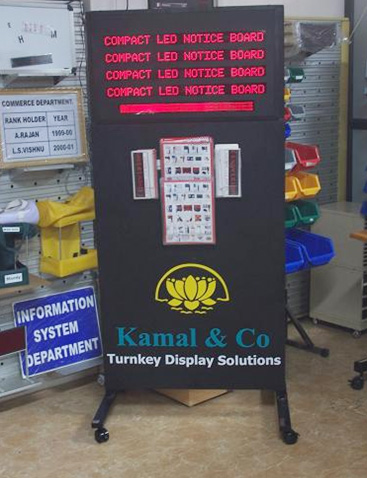 COMPACT LED NOTICE BOARD
COMPACT LED NOTICE BOARD
COMPACT LED NOTICE BOARD
COMPACT LED NOTICE BOARD
COMMERCE DEPARTMENT
RANK HOLDER YEAR
A.RAJAN 1999-00
L.S.VISHNU 2000-01
INFORMATION
SYSTEM
DEPARTMENT
Kamal & Co
Turnkey Display Solutions